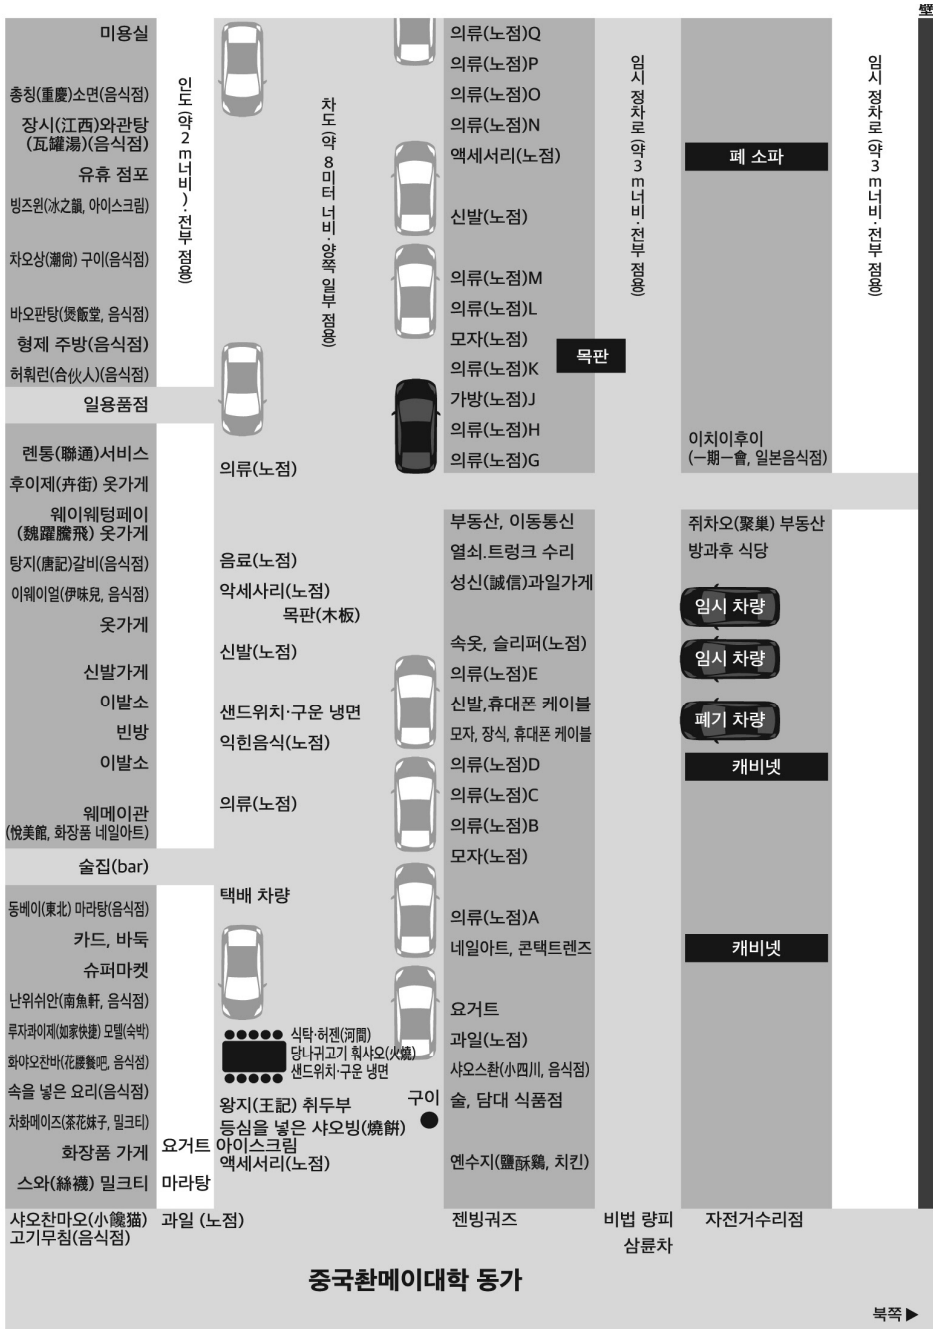 壁
미용실
총칭(重慶)소면(음식점)
장시(江西)와관탕
(瓦罐湯)(음식점)
유휴 점포
빙즈윈(冰之韻, 아이스크림)
차오상(潮尙) 구이(음식점)
바오판탕(煲飯堂, 음식점)
형제 주방(음식점)
허훠런(合伙人)(음식점)
일용품점
롄통(聯通)서비스
후이제(卉街) 옷가게
웨이웨텅페이
(魏躍騰飛) 옷가게
탕지(唐記)갈비(음식점)
이웨이얼(伊味兒, 음식점)
옷가게
신발가게
이발소
빈방
이발소
웨메이관
(悅美館, 화장품 네일아트)
술집(bar)
동베이(東北) 마라탕(음식점)
카드, 바둑
슈퍼마켓
난위쉬안(南魚軒, 음식점)
루자콰이제(如家快捷) 모텔(숙박)
화야오찬바(花腰餐吧, 음식점)
속을 넣은 요리(음식점)
차화메이즈(茶花妹子, 밀크티)
화장품 가게
스와(絲襪) 밀크티
샤오찬마오(小饞猫)
고기무침(음식점)
인도(약2m너비)·전부 점용)
요거트 아이스크림
마라탕
과일 (노점)
차도(약 8미터 너비·양쪽 일부 점용)
의류(노점)
음료(노점)
악세사리(노점)
목판(木板)
신발(노점)
샌드위치·구운 냉면
익힌음식(노점)
의류(노점)
택배 차량
식탁·허젠(河間)
당나귀고기 훠샤오(火燒)
샌드위치·구운 냉면
왕지(王記) 취두부
등심을 넣은 샤오빙(燒餠)
액세서리(노점)
구이
의류(노점)Q
의류(노점)P
의류(노점)O
의류(노점)N
액세서리(노점)
신발(노점)
의류(노점)M
의류(노점)L
모자(노점)
의류(노점)K
가방(노점)J
의류(노점)H
의류(노점)G
부동산, 이동통신
열쇠.트렁크 수리
성신(誠信)과일가게
속옷, 슬리퍼(노점)
의류(노점)E
신발,휴대폰 케이블
모자, 장식, 휴대폰 케이블
의류(노점)D
의류(노점)C
의류(노점)B
모자(노점)
의류(노점)A
네일아트, 콘택트렌즈
요거트
과일(노점)
샤오스촨(小四川, 음식점)
술, 담대 식품점
옌수지(鹽酥鷄, 치킨)
젠빙궈즈
임시 정차로(약3m너비·전부 점용)
목판
비법 량피
삼륜차
폐 소파
이치이후이
(一期一會, 일본음식점)
쥐차오(聚巢) 부동산
방과후 식당
임시 차량
임시 차량
폐기 차량
캐비넷
캐비넷
자전거수리점
임시 정차로(약3m너비·전부 점용)
중국촨메이대학 동가
북쪽 ▶